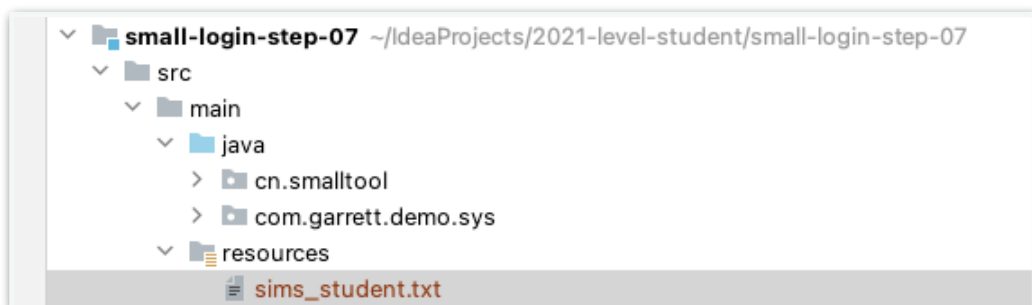 small-login-step-07 ~/IdeaProjects/2021-level-student/small-login-step-07
src
main
java
cn.smalltool
com.garrett.demo.sys
resources
sims_student.txt